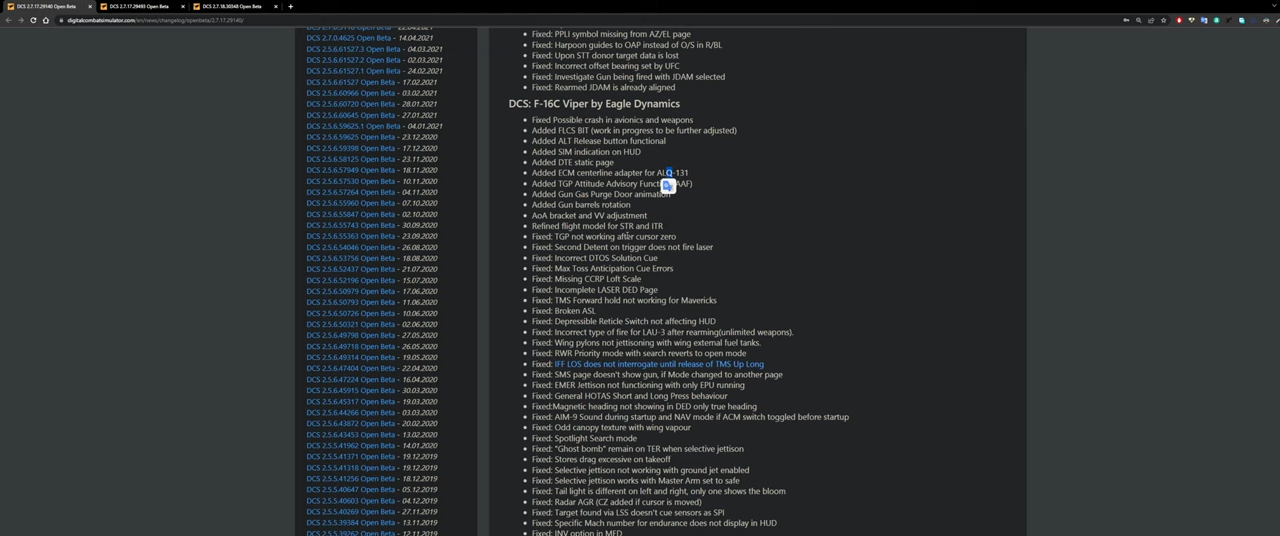 DCS 2.7.17.29140 Open Beta
DCS 2.7.17.29493 Open Beta
DCS 2.7.18.30348 Open Beta
digitalcombatsimulator.com/en/news/changelog/openbeta/2.7.17.29140/
DCS 2.7.0.4625 Open Beta - 14.04.2021
DCS 2.5.6.61527.3 Open Beta - 04.03.2021
DCS 2.5.6.61527.2 Open Beta - 02.03.2021
DCS 2.5.6.61527.1 Open Beta - 24.02.2021
DCS 2.5.6.61527 Open Beta - 17.02.2021
DCS 2.5.6.60966 Open Beta - 03.02.2021
DCS 2.5.6.60720 Open Beta - 28.01.2021
DCS 2.5.6.60645 Open Beta - 27.01.2021
DCS 2.5.6.59625.1 Open Beta - 04.01.2021
DCS 2.5.6.59625 Open Beta - 23.12.2020
DCS 2.5.6.59398 Open Beta - 17.12.2020
DCS 2.5.6.58125 Open Beta - 23.11.2020
DCS 2.5.6.57949 Open Beta - 18.11.2020
DCS 2.5.6.57530 Open Beta - 10.11.2020
DCS 2.5.6.57264 Open Beta - 04.11.2020
DCS 2.5.6.55960 Open Beta - 07.10.2020
DCS 2.5.6.55847 Open Beta - 02.10.2020
DCS 2.5.6.55743 Open Beta - 30.09.2020
DCS 2.5.6.55363 Open Beta - 23.09.2020
DCS 2.5.6.54046 Open Beta - 26.08.2020
DCS 2.5.6.53756 Open Beta - 18.08.2020
DCS 2.5.6.52437 Open Beta - 21.07.2020
DCS 2.5.6.52196 Open Beta - 15.07.2020
DCS 2.5.6.50979 Open Beta - 17.06.2020
DCS 2.5.6.50793 Open Beta - 11.06.2020
DCS 2.5.6.50726 Open Beta - 10.06.2020
DCS 2.5.6.50321 Open Beta - 02.06.2020
DCS 2.5.6.49798 Open Beta - 27.05.2020
DCS 2.5.6.49718 Open Beta - 26.05.2020
DCS 2.5.6.49314 Open Beta - 19.05.2020
DCS 2.5.6.47404 Open Beta - 22.04.2020
DCS 2.5.6.47224 Open Beta - 16.04.2020
DCS 2.5.6.45915 Open Beta - 30.03.2020
DCS 2.5.6.45317 Open Beta - 19.03.2020
DCS 2.5.6.44266 Open Beta - 03.03.2020
DCS 2.5.6.43872 Open Beta - 20.02.2020
DCS 2.5.6.43453 Open Beta - 13.02.2020
DCS 2.5.5.41962 Open Beta - 14.01.2020
DCS 2.5.5.41371 Open Beta - 19.12.2019
DCS 2.5.5.41318 Open Beta - 19.12.2019
DCS 2.5.5.41256 Open Beta - 18.12.2019
DCS 2.5.5.40647 Open Beta - 05.12.2019
DCS 2.5.5.40603 Open Beta - 04.12.2019
DCS 2.5.5.40269 Open Beta - 27.11.2019
DCS 2.5.5.39384 Open Beta - 13.11.2019
DCS 2.5.5.39262 Open Beta - 12.11.2019
Fixed: PPLI symbol missing from AZ/EL page
Fixed: Harpoon guides to OAP instead of O/S in R/BL
Fixed: Upon STT donor target data is lost
Fixed: Incorrect offset bearing set by UFC
Fixed: Investigate Gun being fired with JDAM selected
Fixed: Rearmed JDAM is already aligned
DCS: F-16C Viper by Eagle Dynamics
Fixed Possible crash in avionics and weapons
Added FLCS BIT (work in progress to be further adjusted)
Added ALT Release button functional
Added SIM indication on HUD
Added DTE static page
Added ECM centerline adapter for ALQ-131
Added TGP Attitude Advisory Funct AAF)
Added Gun Gas Purge Door animation
Added Gun barrels rotation
AoA bracket and VV adjustment
Refined flight model for STR and ITR
Fixed: TGP not working after cursor zero
Fixed: Second Detent on trigger does not fire laser
Fixed: Incorrect DTOS Solution Cue
Fixed: Max Toss Anticipation Cue Errors
Fixed: Missing CCRP Loft Scale
Fixed: Incomplete LASER DED Page
Fixed: TMS Forward hold not working for Mavericks
Fixed: Broken ASL
Fixed: Depressible Reticle Switch not affecting HUD
Fixed: Incorrect type of fire for LAU-3 after rearming(unlimited weapons).
Fixed: Wing pylons not jettisoning with wing external fuel tanks.
Fixed: RWR Priority mode with search reverts to open mode
Fixed: IFF LOS does not interrogate until release of TMS Up Long
Fixed: SMS page doesn't show gun, if Mode changed to another page
Fixed: EMER Jettison not functioning with only EPU running
Fixed: General HOTAS Short and Long Press behaviour
Fixed:Magnetic heading not showing in DED only true heading
Fixed: AIM-9 Sound during startup and NAV mode if ACM switch toggled before startup
Fixed: Odd canopy texture with wing vapour
Fixed: Spotlight Search mode
Fixed: "Ghost bomb" remain on TER when selective jettison
Fixed: Stores drag excessive on takeoff
Fixed: Selective jettison not working with ground jet enabled
Fixed: Selective jettison works with Master Arm set to safe
Fixed: Tail light is different on left and right, only one shows the bloom
Fixed: Radar AGR (CZ added if cursor is moved)
Fixed: Target found via LSS doesn't cue sensors as SPI
Fixed: Specific Mach number for endurance does not display in HUD
Fixed: INV option in MFD